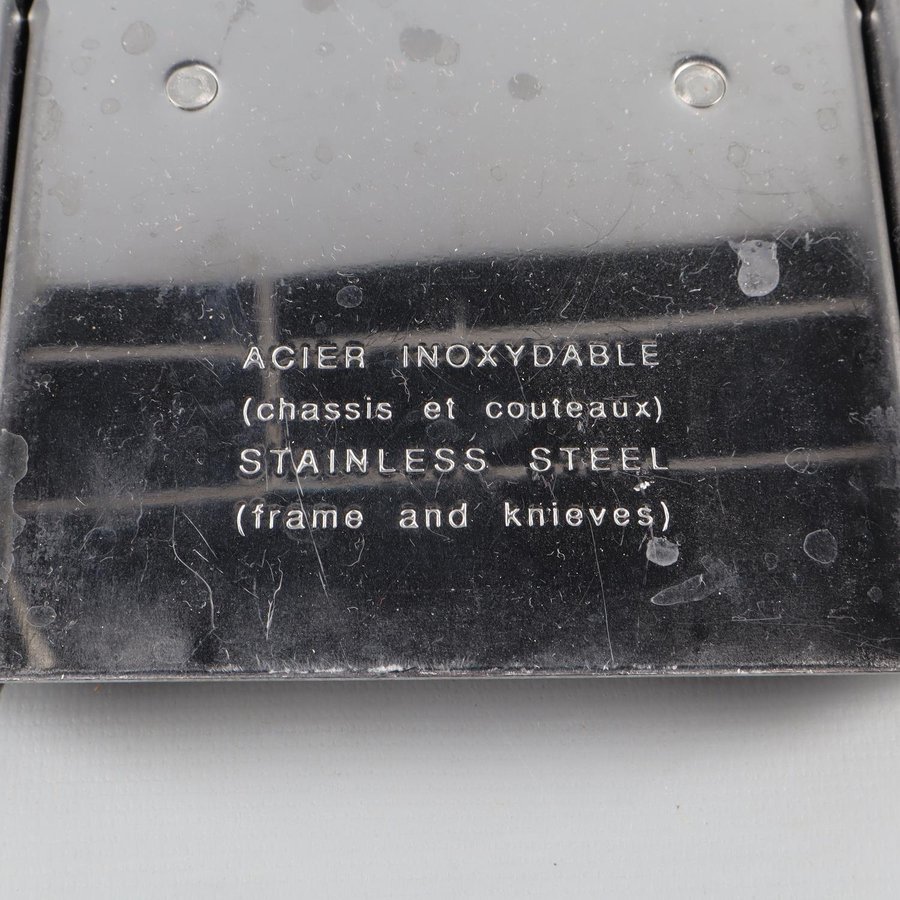 ACIER INOXYDABLE
(chassis et couteaux)
STAINLESS STEEL
(frame and knieves)